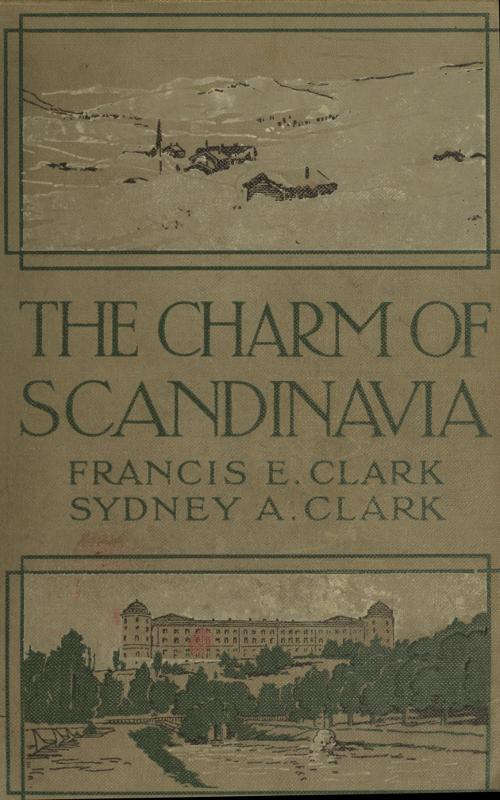 THE CHARM OF
SCANDINAVIA
FRANCIS E. CLARK
SYDNEY A. CLARK